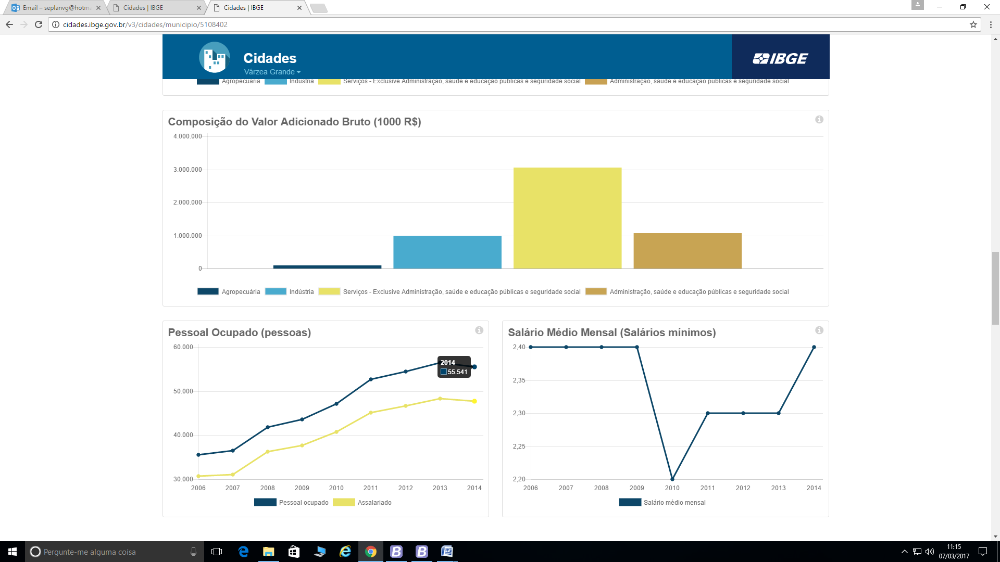 Email – seplanvg@hotma
Cidades | IBGE
Cidades | IBGE
cidades.ibge.gov.br/v3/cidades/municipio/5108402
Cidades
Várzea Grande
IBGE
Agropecuária Indústria Serviços - Exclusive Administração, saúde e educação públicas e seguridade social Administração, saúde e educação públicas e seguridade social
Composição do Valor Adicionado Bruto (1000 R$)
4.000.000
3.000.000
2.000.000
1.000.000
0
Agropecuária Indústria Serviços - Exclusive Administração, saúde e educação públicas e seguridade social Administração, saúde e educação públicas e seguridade social
Pessoal Ocupado (pessoas)
60.000
50.000
40.000
30.000
2014
55.541
2006 2007 2008 2009 2010 2011 2012 2013 2014
Pessoal ocupado Assalariado
Salário Médio Mensal (Salários mínimos)
2,40
2,35
2,30
2,25
2,20
2006 2007 2008 2009 2010 2011 2012 2013 2014
Salário médio mensal
Pergunte-me alguma coisa
11:15
07/03/2017